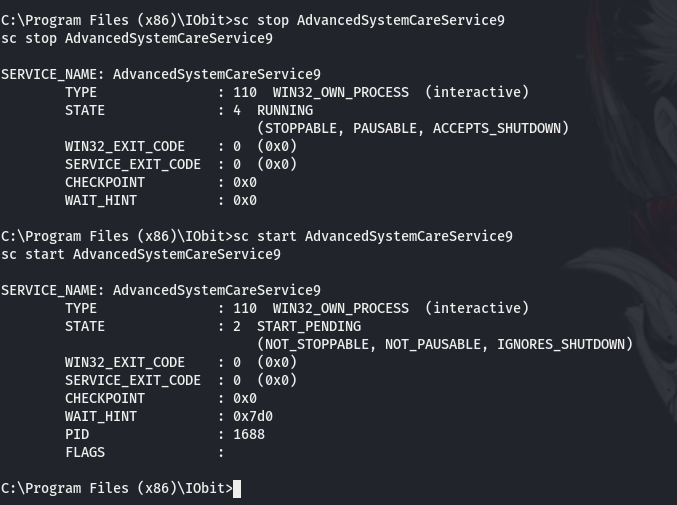 C:\Program Files (x86)\IObit>sc stop AdvancedSystemCareService9
sc stop AdvancedSystemCareService9
SERVICE_NAME: AdvancedSystemCareService9
TYPE : 110 WIN32_OWN_PROCESS (interactive)
STATE : 4 RUNNING
(STOPPABLE, PAUSABLE, ACCEPTS_SHUTDOWN)
WIN32_EXIT_CODE : 0 (0x0)
SERVICE_EXIT_CODE : 0 (0x0)
CHECKPOINT : 0x0
WAIT_HINT : 0x0
C:\Program Files (x86)\IObit>sc start AdvancedSystemCareService9
sc start AdvancedSystemCareService9
SERVICE_NAME: AdvancedSystemCareService9
TYPE : 110 WIN32_OWN_PROCESS (interactive)
STATE : 2 START_PENDING
(NOT_STOPPABLE, NOT_PAUSABLE, IGNORES_SHUTDOWN)
WIN32_EXIT_CODE : 0 (0x0)
SERVICE_EXIT_CODE : 0 (0x0)
CHECKPOINT : 0x0
WAIT_HINT : 0x7d0
PID : 1688
FLAGS :
C:\Program Files (x86)\IObit>